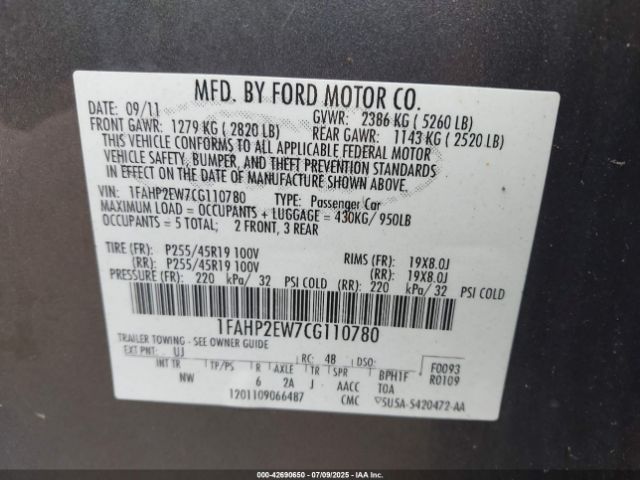 MFD. BY FORD MOTOR CO.
DATE: 09/11 GVWR: 2386 KG ( 5260 LB)
FRONT GAWR: 1279 KG ( 2820 LB) REAR GAWR: 1143 KG ( 2520 LB)
THIS VEHICLE CONFORMS TO ALL APPLICABLE FEDERAL MOTOR
VEHICLE SAFETY, BUMPER, AND THEFT PREVENTION STANDARDS
IN EFFECT ON THE DATE OF MANUFACTURE SHOWN ABOVE.
VIN: 1FAHP2EW7CG110780 TYPE: Passenger Car
MAXIMUM LOAD = OCCUPANTS + LUGGAGE = 430KG/ 950LB
OCCUPANTS = 5 TOTAL; 2 FRONT, 3 REAR
TIRE (F): P255/45R19 100V RIMS (F): 19X8.0J
(RR): P255/45R19 100V (RR): 19X8.0J
PRESSURE (F): 220 kPa/ 32 PSI COLD (RR): 220 kPa/ 32 PSI COLD
1FAHP2EW7CG110780
TRAILER TOWING - SEE OWNER GUIDE
EXT PNT: UJ RC: 48 DSO: F0093
INT TR TP/PS R AXLE TR SPR BPH1F R0109
NW 6 2A J AACC TOA
1201109066487 CMC ▽5U5A-5420472-AA
000-42690650 - 07/09/2025 - IAAI.COM